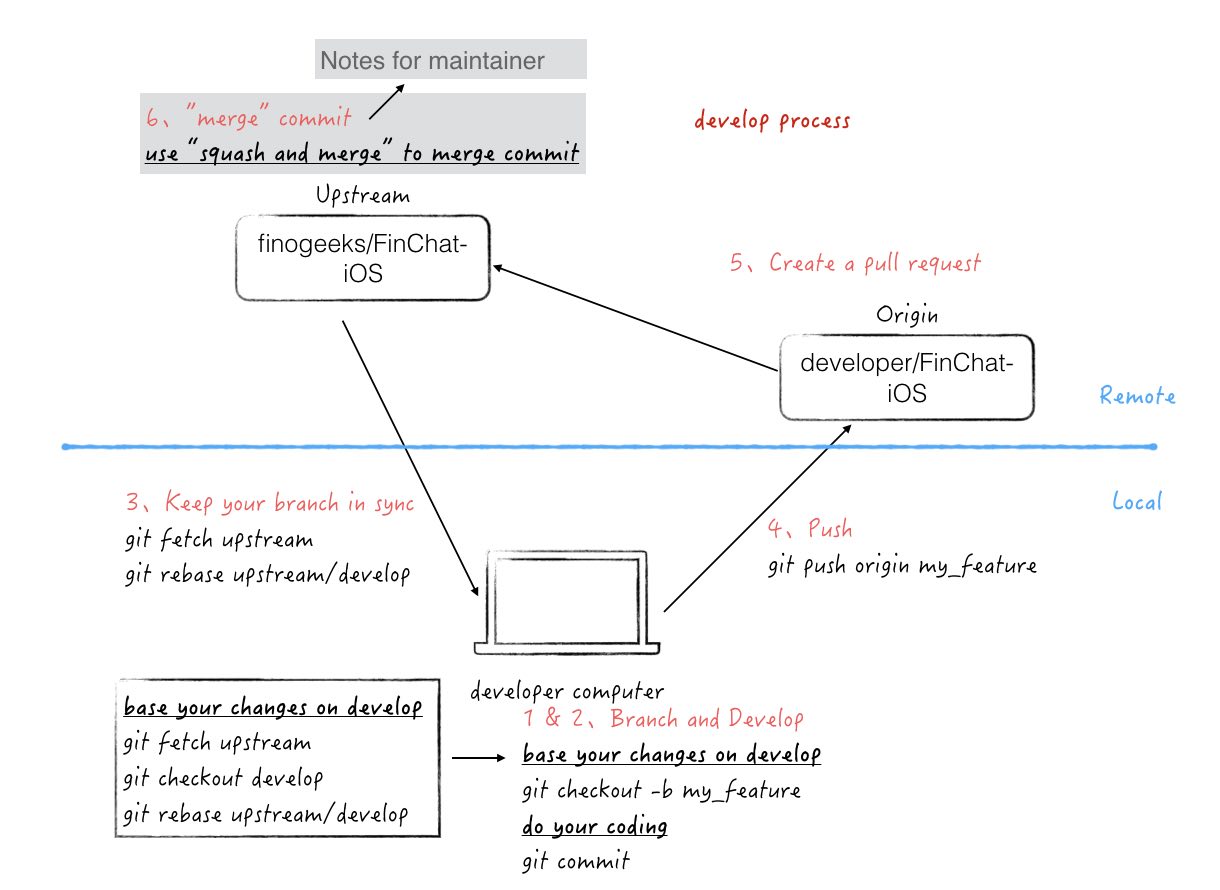 Notes for maintainer
6、"merge" commit
use "squash and merge" to merge commit
develop process
Upstream
finogeeks/FinChat-
iOS
5、Create a pull request
Origin
developer/FinChat-
iOS
Remote
Local
3、Keep your branch in sync
git fetch upstream
git rebase upstream/develop
4、Push
git push origin my_feature
developer computer
base your changes on develop
git fetch upstream
git checkout develop
git rebase upstream/develop
1 & 2、Branch and Develop
base your changes on develop
git checkout -b my_feature
do your coding
git commit